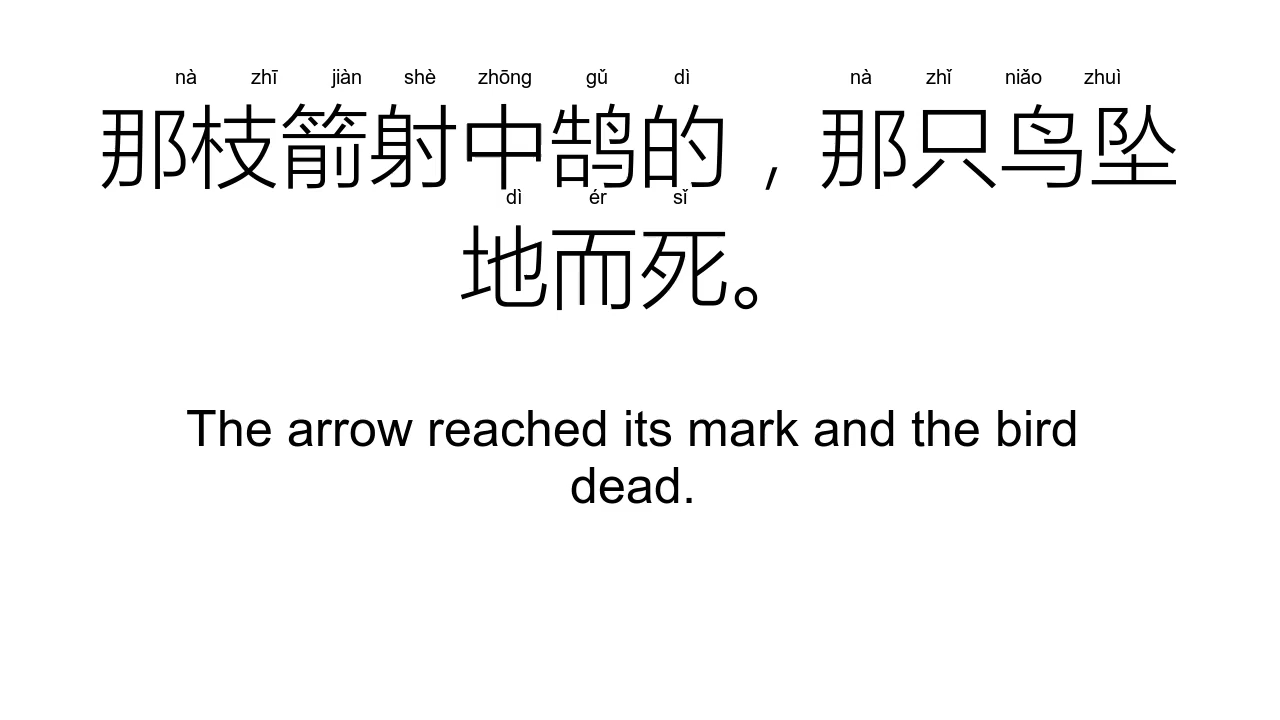 nà zhī jiàn shè zhōng gǔ dì nà zhǐ niǎo zhuì
那枝箭射中鹄的，那只鸟坠
dì ér sǐ
地而死。
The arrow reached its mark and the bird
dead.